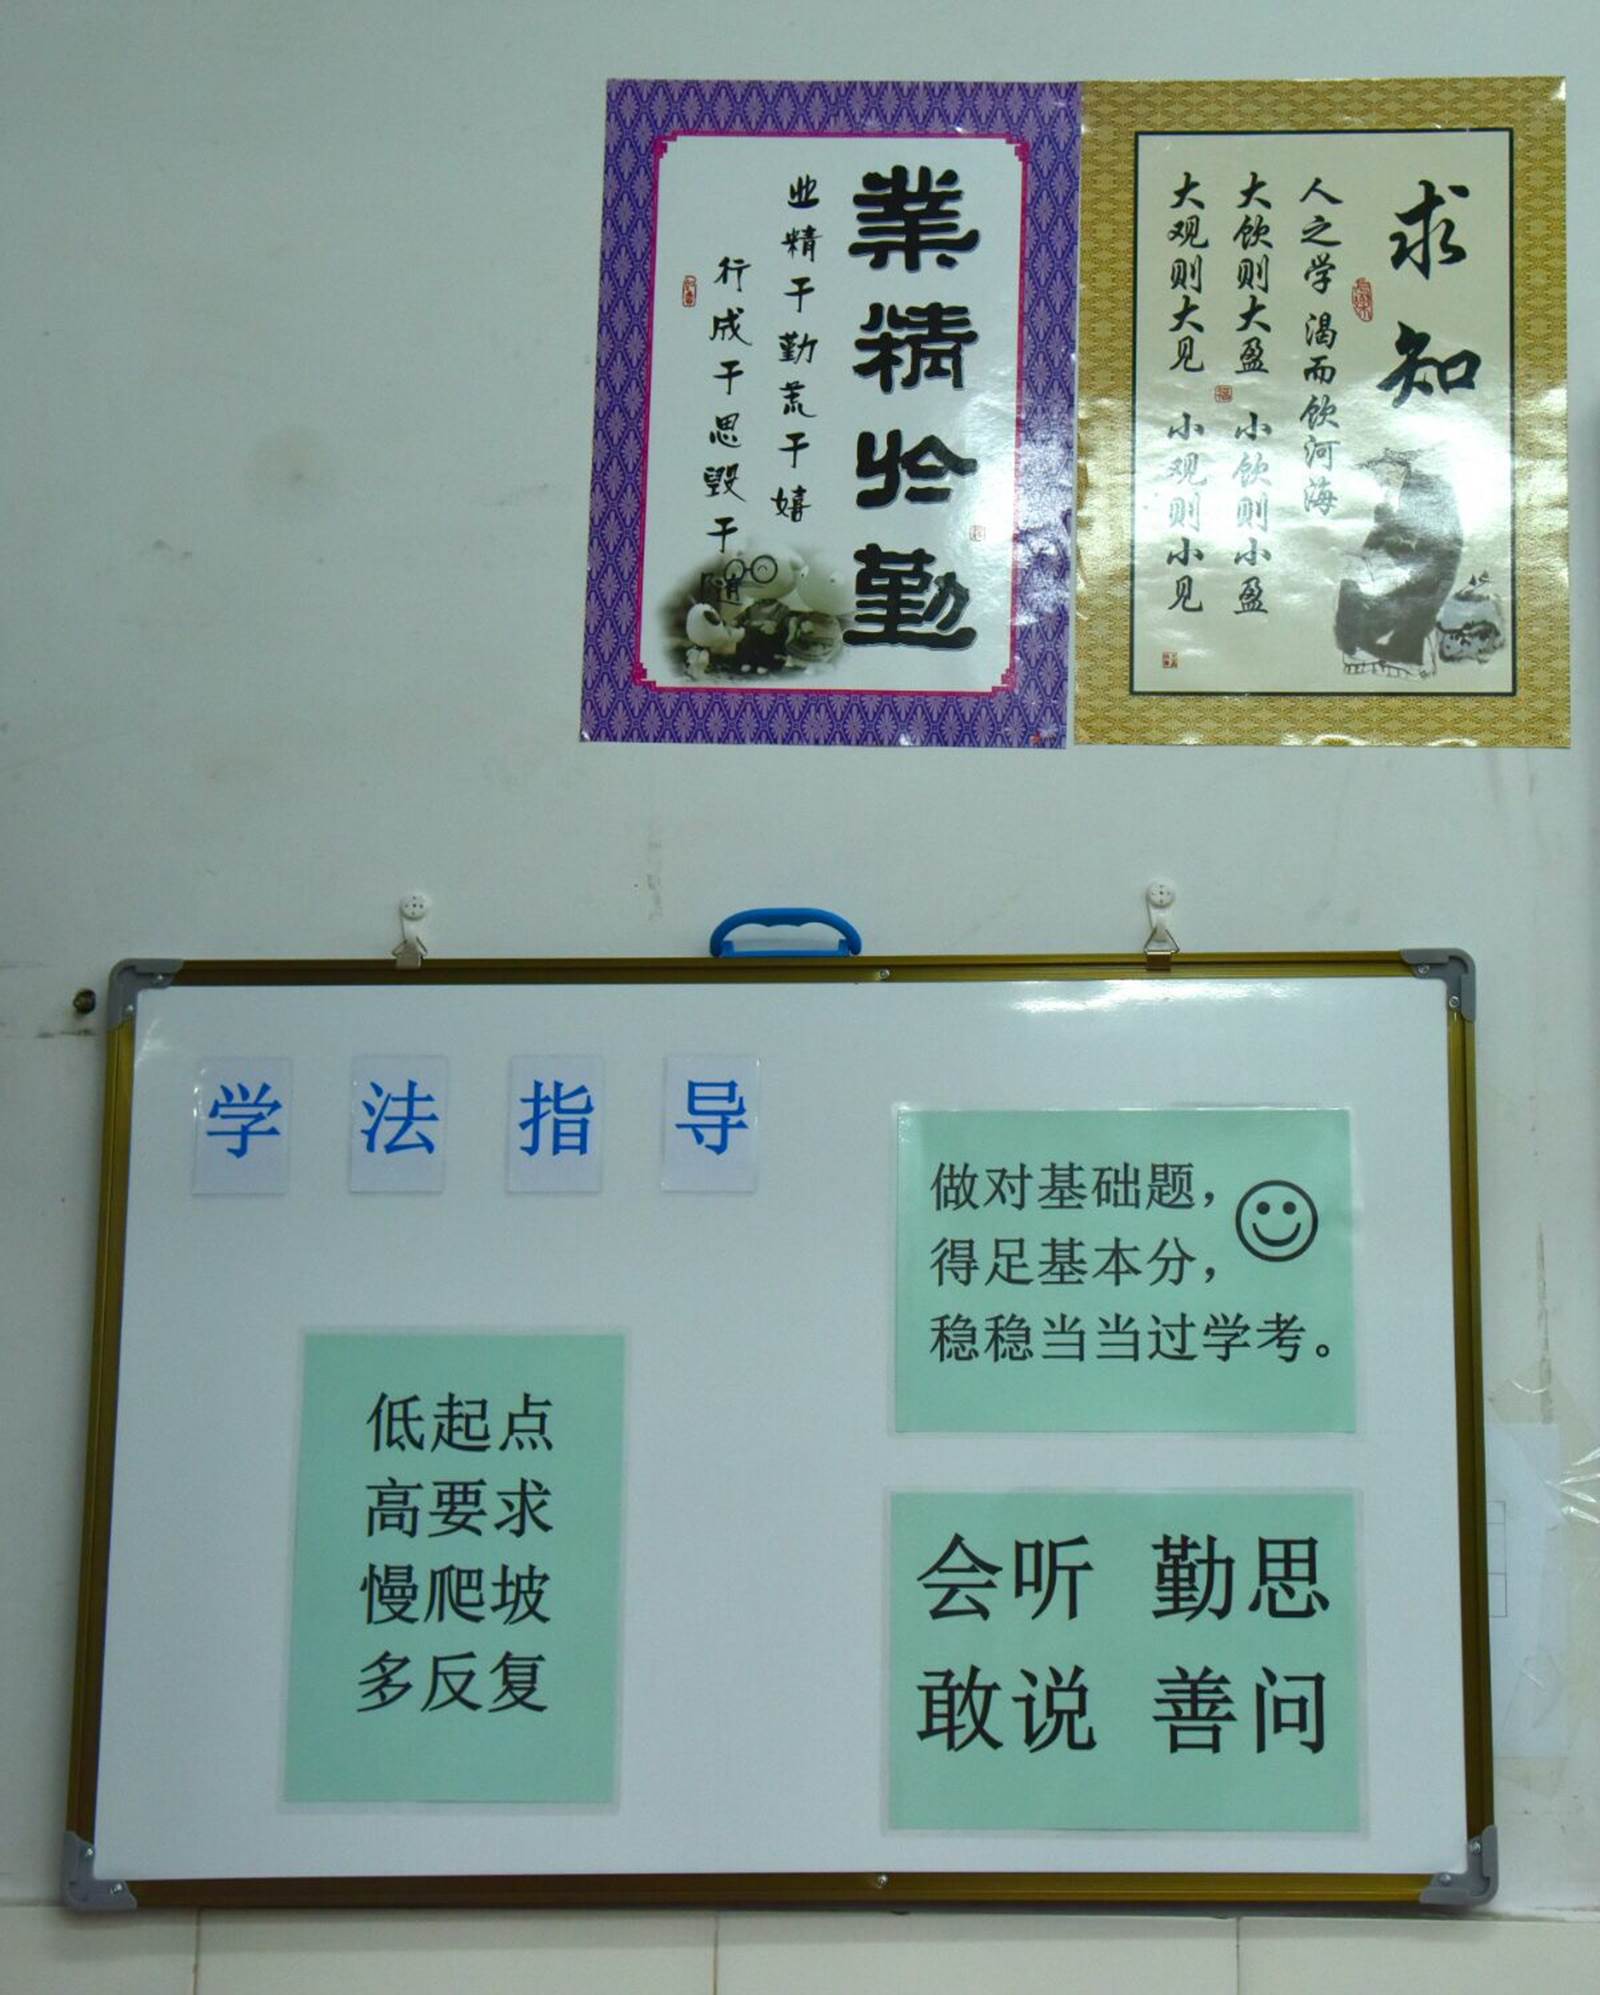 求知
人之学 渴而饮河海
大饮则大盈 小饮则小盈
大观则大见 小观则小见
業精於勤
业精于勤荒于嬉
行成于思毁于随
学法指导
做对基础题，
得足基本分，
稳稳当当过学考。
低起点
高要求
慢爬坡
多反复
会听 勤思
敢说 善问